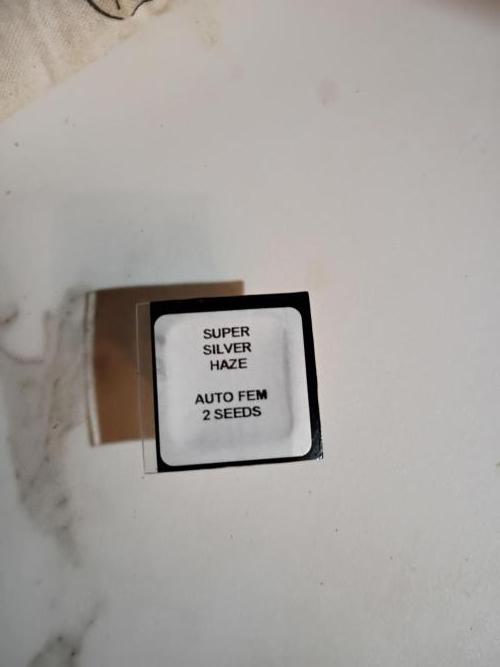 SUPER
SILVER
HAZE
AUTO FEM
2 SEEDS